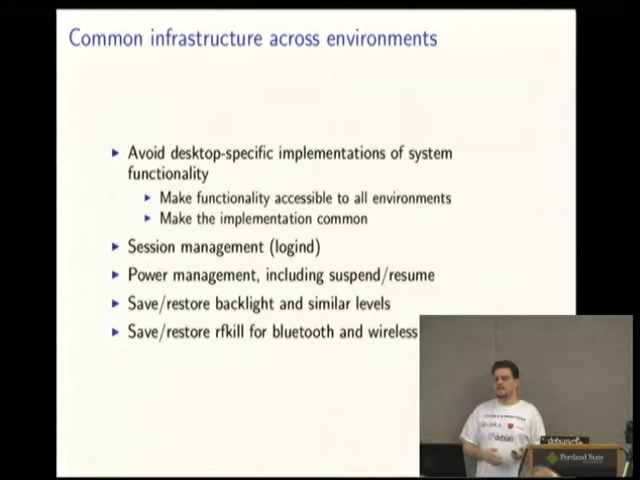 Common infrastructure across environments
Avoid desktop-specific implementations of system
functionality
Make functionality accessible to all environments
Make the implementation common
Session management (logind)
Power management, including suspend/resume
Save/restore backlight and similar levels
Save/restore rfkill for bluetooth and wireless
debian
Portland State